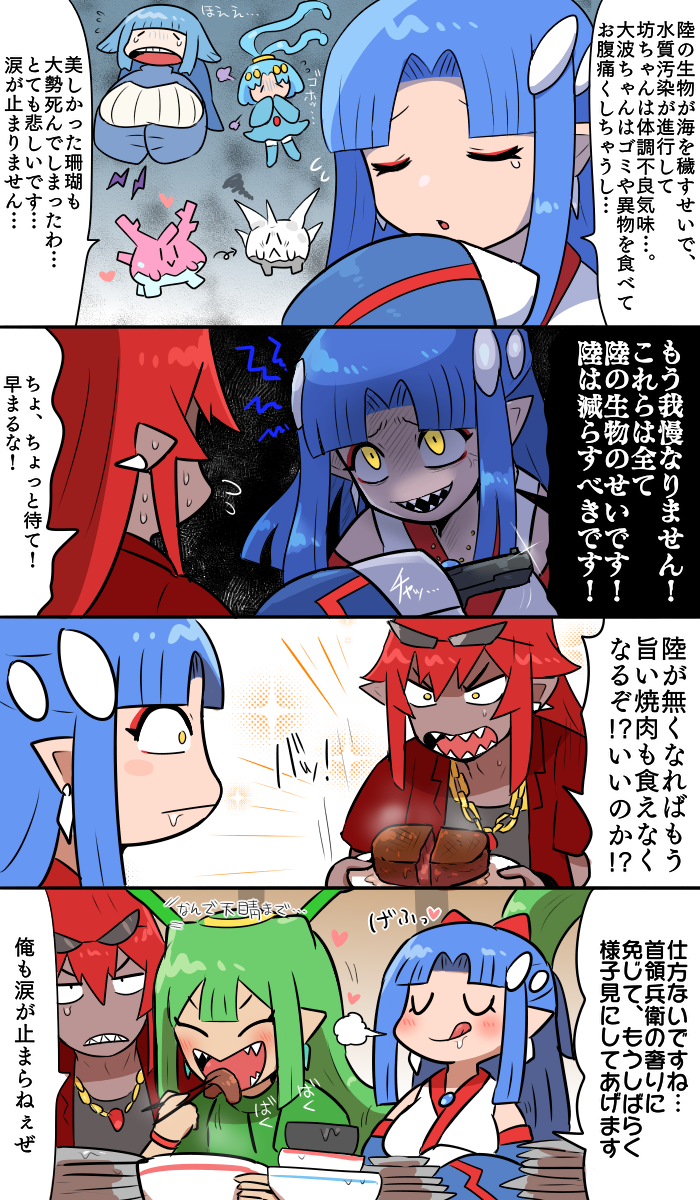 陸の生物が海を穢すせいで、
水質汚染が進行して
坊ちゃんは体調不良気味…。
大波ちゃんはゴミや異物を食べて
お腹痛くしちゃうし…
ほえぇ…
ゴホッ…
美しかった珊瑚も
大勢死んでしまったわ…
とても悲しいです…
涙が止まりません…
もう我慢なりません！
これらは全て
陸の生物のせいです！
陸は減らすべきです！
チャッ…
ちょ、ちょっと待て！
早まるな！
陸が無くなればもう
旨い焼肉も食えなく
なるぞ!?いいのか!?
バッ！
仕方ないですね…
首領兵衛の奢りに
免じて、もうしばらく
様子見にしてあげます
げふっ
なんで天晴まで…
ばく
ばく
俺も涙が止まらねぇぜ